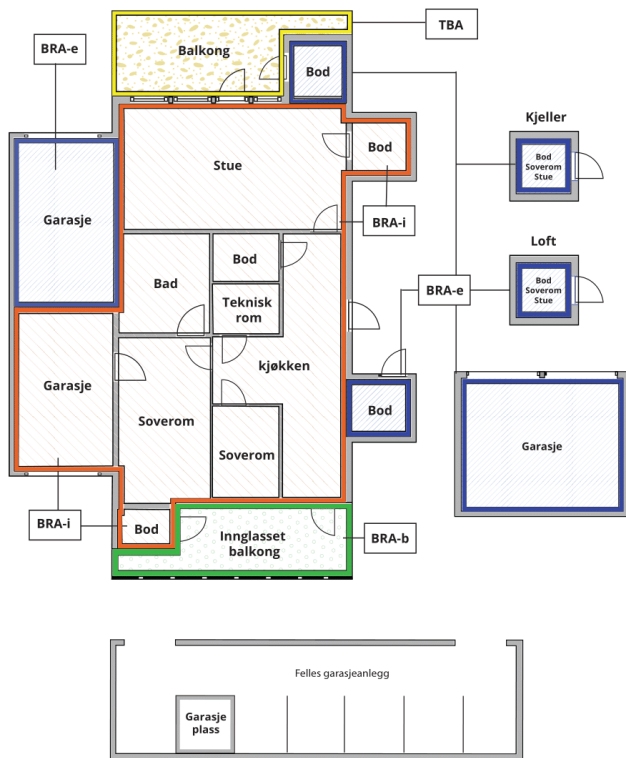 TBA
BRA-e
Balkong
Bod
Kjeller
Bod
Stue
Bod
Soverom
Stue
Garasje
BRA-i
Loft
Bod
Bad
Teknisk
rom
BRA-e
Bod
Soverom
Stue
kjøkken
Garasje
Bod
Soverom
Garasje
Soverom
BRA-i
Bod
Innglasset
balkong
BRA-b
Felles garasjeanlegg
Garasje
plass